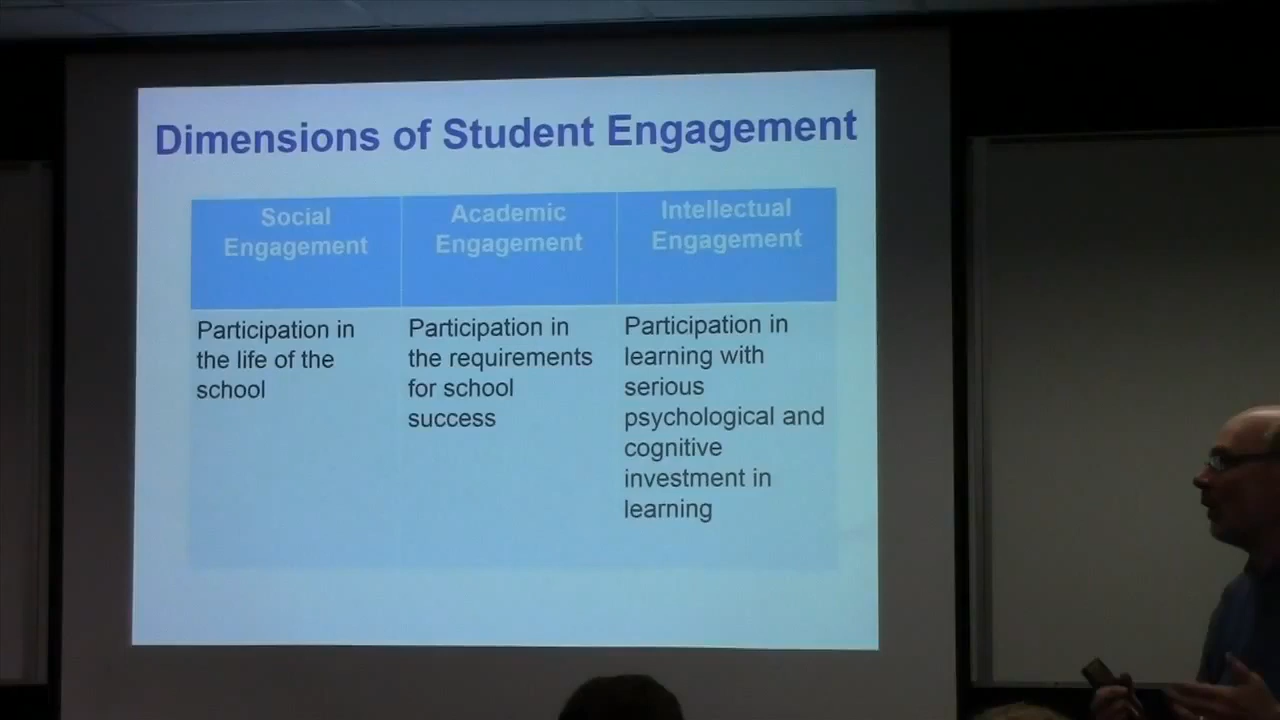 Dimensions of Student Engagement
Social
Engagement
Academic
Engagement
Intellectual
Engagement
Participation in
the life of the
school
Participation in
the requirements
for school
success
Participation in
learning with
serious
psychological and
cognitive
investment in
learning